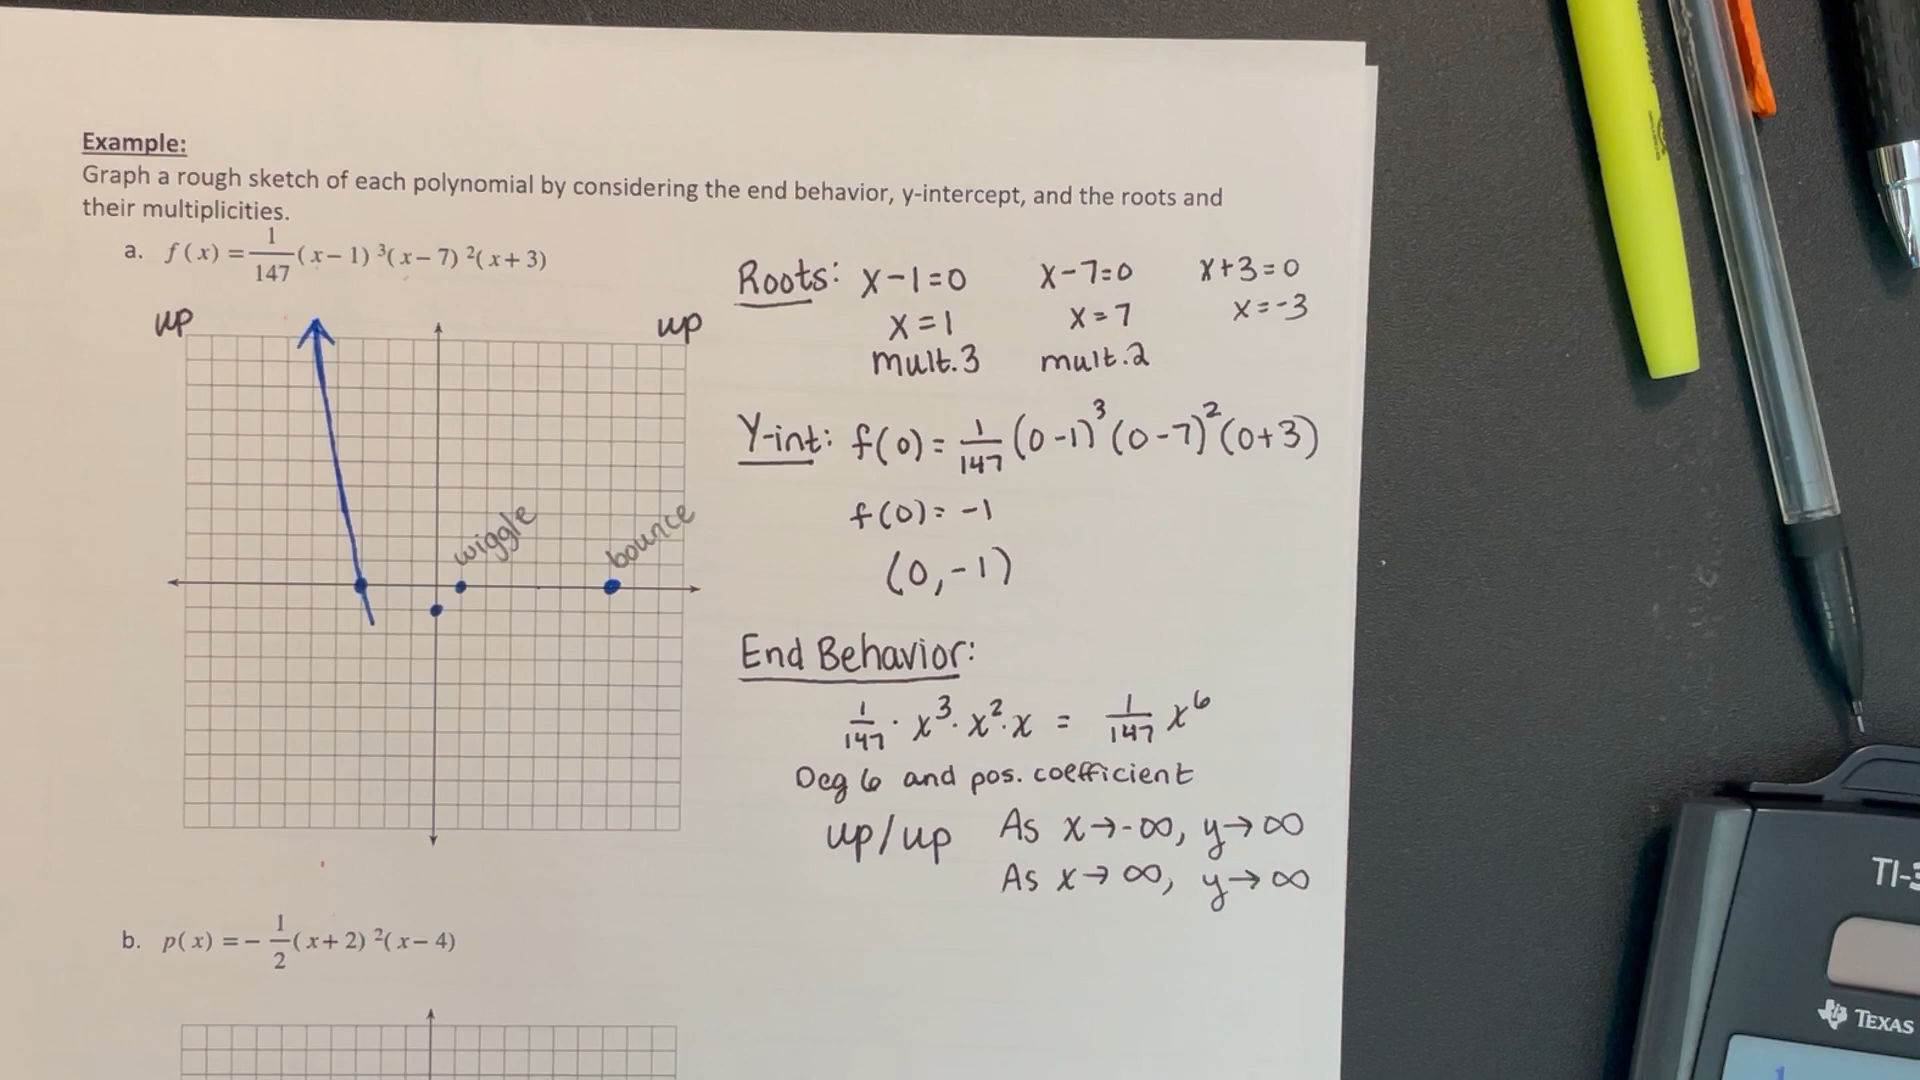 Example:
Graph a rough sketch of each polynomial by considering the end behavior, y-intercept, and the roots and
their multiplicities.
a. f(x) = 1/147 (x − 1)³(x − 7)²(x + 3)
up
up
wiggle
bounce
Roots: x−1=0 x−7=0 x+3=0
x=1 x=7 x=-3
mult.3 mult.2
Y-int: f(0) = 1/147 (0-1)³(0-7)²(0+3)
f(0) = -1
(0,-1)
End Behavior:
1/147 · x³ · x² · x = 1/147 x⁶
Deg 6 and pos. coefficient
up/up As x→-∞, y→∞
As x→∞, y→∞
b. p(x) = − 1/2 (x + 2)²(x − 4)
TEXAS